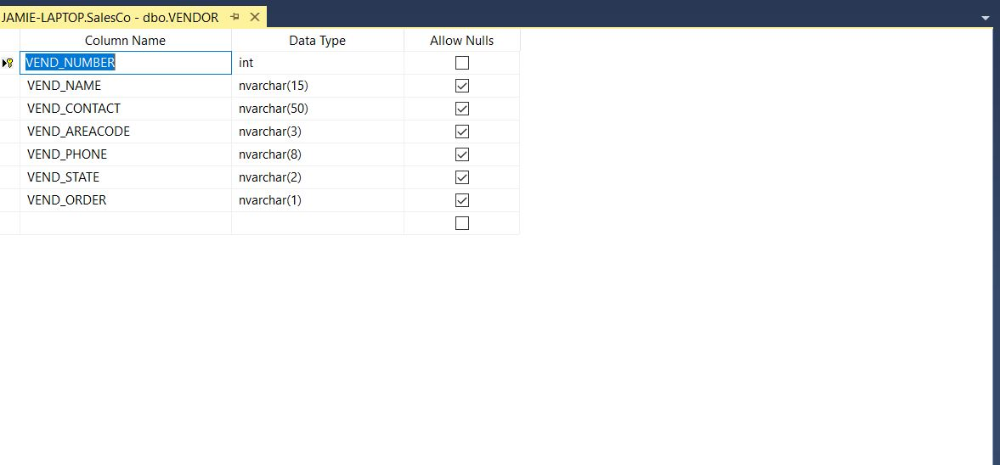 JAMIE-LAPTOP.SalesCo - dbo.VENDOR
Column Name Data Type Allow Nulls
VEND_NUMBER int
VEND_NAME nvarchar(15)
VEND_CONTACT nvarchar(50)
VEND_AREACODE nvarchar(3)
VEND_PHONE nvarchar(8)
VEND_STATE nvarchar(2)
VEND_ORDER nvarchar(1)